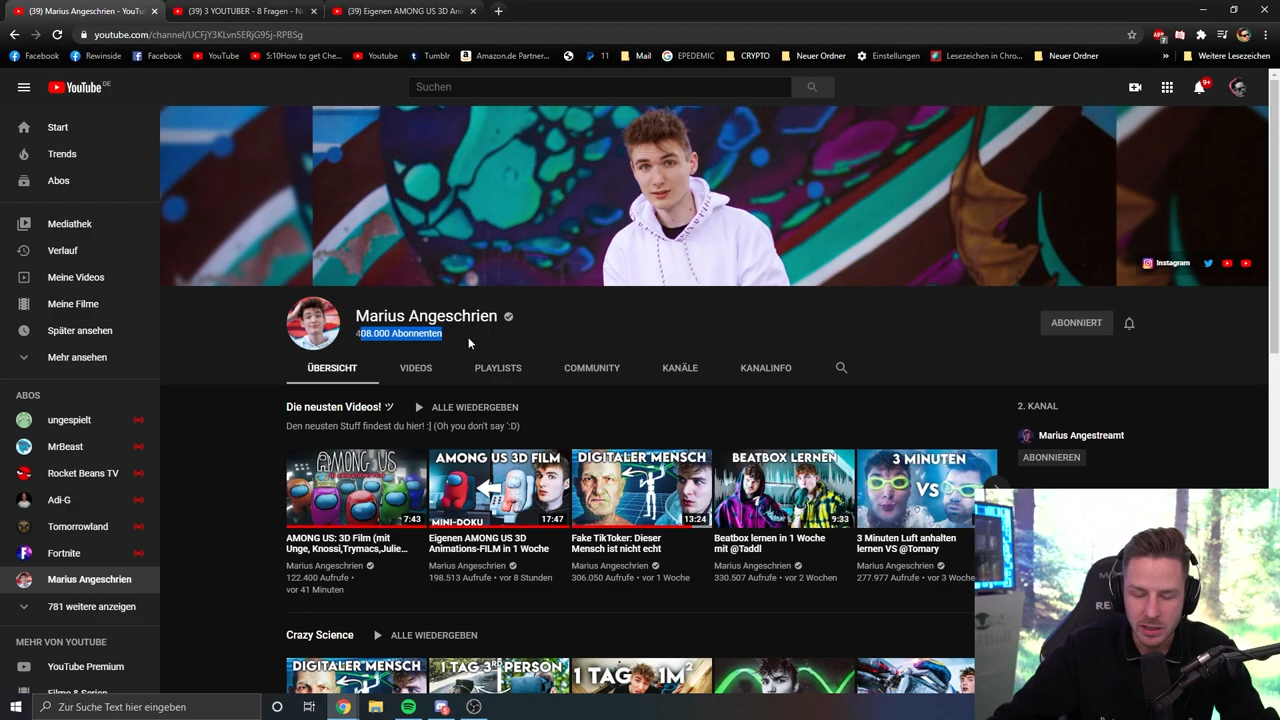 (39) Marius Angeschrien - YouTu
(39) 3 YOUTUBER - 8 Fragen - Nu
(39) Eigenen AMONG US 3D Ani
youtube.com/channel/UCFjY3KLvn5ERjG95j-RPBSg
Facebook
Rewinside
Facebook
YouTube
5:10How to get Che...
Youtube
Tumblr
Amazon.de Partner...
11
Mail
EPEDEMIC
CRYPTO
Neuer Ordner
Einstellungen
Lesezeichen in Chro...
Neuer Ordner
»
Weitere Lesezeichen
YouTube DE
Suchen
9+
Start
Trends
Abos
Mediathek
Verlauf
Meine Videos
Meine Filme
Später ansehen
Mehr ansehen
ABOS
ungespielt
MrBeast
Rocket Beans TV
Adi-G
Tomorrowland
Fortnite
Marius Angeschrien
781 weitere anzeigen
MEHR VON YOUTUBE
YouTube Premium
Filme & Serien
Instagram
Marius Angeschrien
408.000 Abonnenten
ABONNIERT
ÜBERSICHT
VIDEOS
PLAYLISTS
COMMUNITY
KANÄLE
KANALINFO
Die neusten Videos! ツ
ALLE WIEDERGEBEN
Den neusten Stuff findest du hier! :] (Oh you don't say ':D)
2. KANAL
Marius Angestreamt
ABONNIEREN
AMONG US
7:43
AMONG US: 3D Film (mit
Unge, Knossi,Trymacs,Julie...
Marius Angeschrien
122.400 Aufrufe •
vor 41 Minuten
AMONG US 3D FILM
MINI-DOKU
17:47
Eigenen AMONG US 3D
Animations-FILM in 1 Woche
Marius Angeschrien
198.513 Aufrufe • vor 8 Stunden
DIGITALER MENSCH
13:24
Fake TikToker: Dieser
Mensch ist nicht echt
Marius Angeschrien
306.050 Aufrufe • vor 1 Woche
BEATBOX LERNEN
9:33
Beatbox lernen in 1 Woche
mit @Taddl
Marius Angeschrien
330.507 Aufrufe • vor 2 Wochen
3 MINUTEN
VS
3 Minuten Luft anhalten
lernen VS @Tomary
Marius Angeschrien
277.977 Aufrufe • vor 3 Woche
Crazy Science
ALLE WIEDERGEBEN
DIGITALER MENSCH
1 TAG 3RD PERSON
1 TAG 1M²
Zur Suche Text hier eingeben